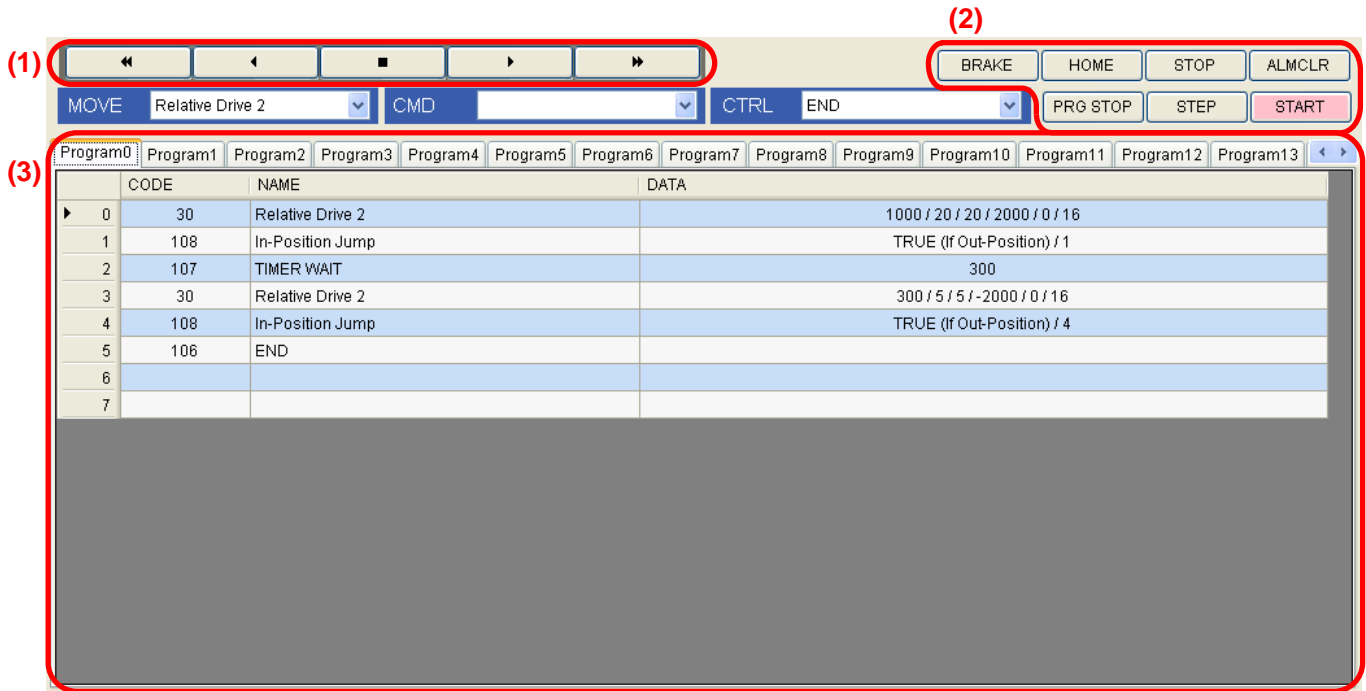 (2)
(1)
BRAKE HOME STOP ALMCLR
MOVE Relative Drive 2 CMD CTRL END PRG STOP STEP START
(3)
Program0 Program1 Program2 Program3 Program4 Program5 Program6 Program7 Program8 Program9 Program10 Program11 Program12 Program13
CODE NAME DATA
0 30 Relative Drive 2 1000 / 20 / 20 / 2000 / 0 / 16
1 108 In-Position Jump TRUE (If Out-Position) / 1
2 107 TIMER WAIT 300
3 30 Relative Drive 2 300 / 5 / 5 / -2000 / 0 / 16
4 108 In-Position Jump TRUE (If Out-Position) / 4
5 106 END
6
7